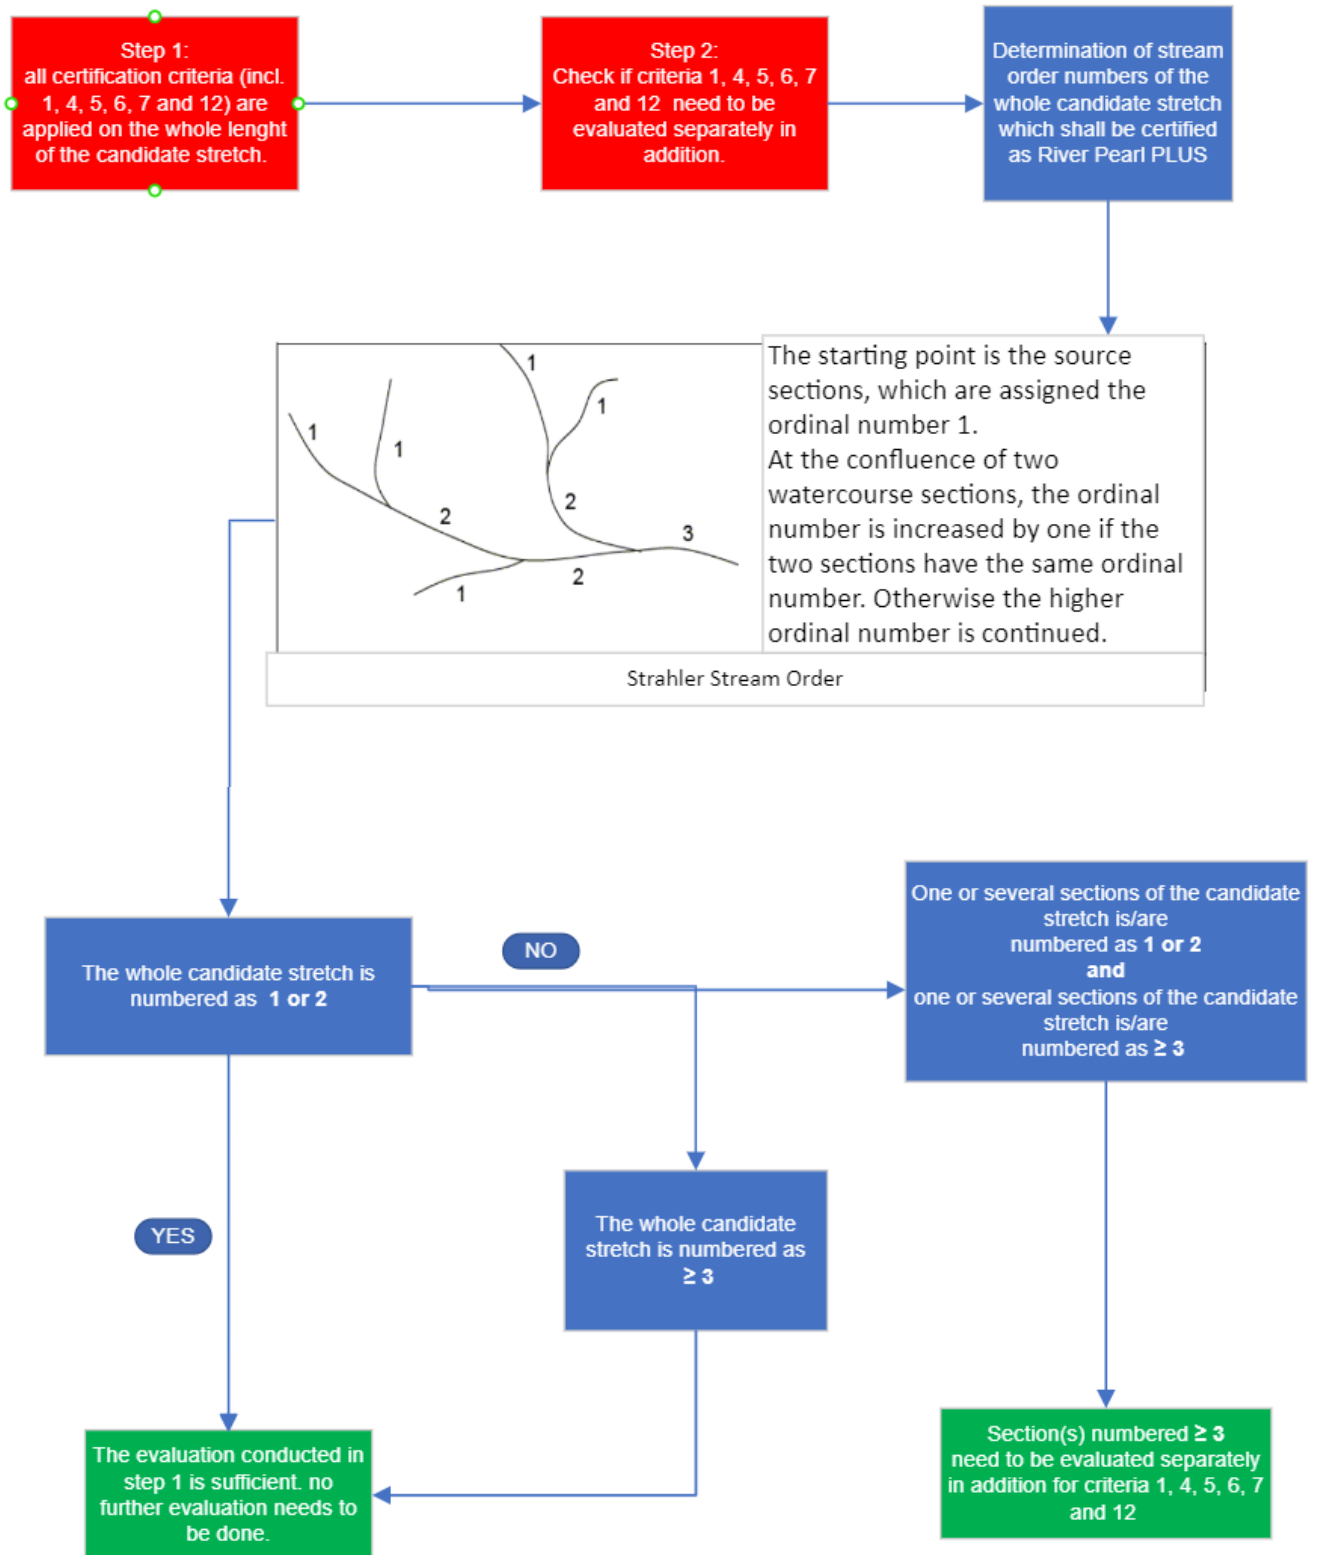 Step 1:
all certification criteria (incl.
1, 4, 5, 6, 7 and 12) are
applied on the whole lenght
of the candidate stretch.
Step 2:
Check if criteria 1, 4, 5, 6, 7
and 12 need to be
evaluated separately in
addition.
Determination of stream
order numbers of the
whole candidate stretch
which shall be certified
as River Pearl PLUS
1
1
1
1
2
2
3
2
1
The starting point is the source
sections, which are assigned the
ordinal number 1.
At the confluence of two
watercourse sections, the ordinal
number is increased by one if the
two sections have the same ordinal
number. Otherwise the higher
ordinal number is continued.
Strahler Stream Order
The whole candidate stretch is
numbered as 1 or 2
NO
One or several sections of the candidate
stretch is/are
numbered as 1 or 2
and
one or several sections of the candidate
stretch is/are
numbered as ≥ 3
YES
The whole candidate
stretch is numbered as
≥ 3
The evaluation conducted in
step 1 is sufficient. no
further evaluation needs to
be done.
Section(s) numbered ≥ 3
need to be evaluated separately
in addition for criteria 1, 4, 5, 6, 7
and 12